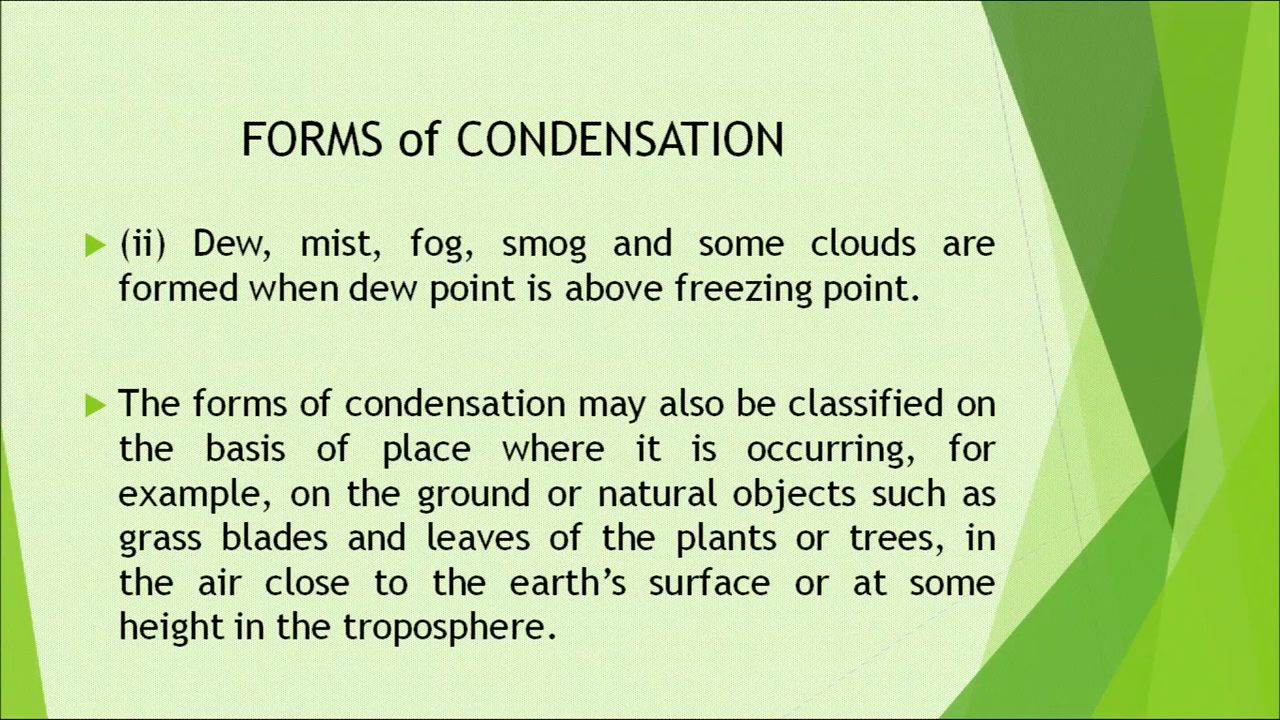 FORMS of CONDENSATION
(ii) Dew, mist, fog, smog and some clouds are
formed when dew point is above freezing point.
The forms of condensation may also be classified on
the basis of place where it is occurring, for
example, on the ground or natural objects such as
grass blades and leaves of the plants or trees, in
the air close to the earth’s surface or at some
height in the troposphere.